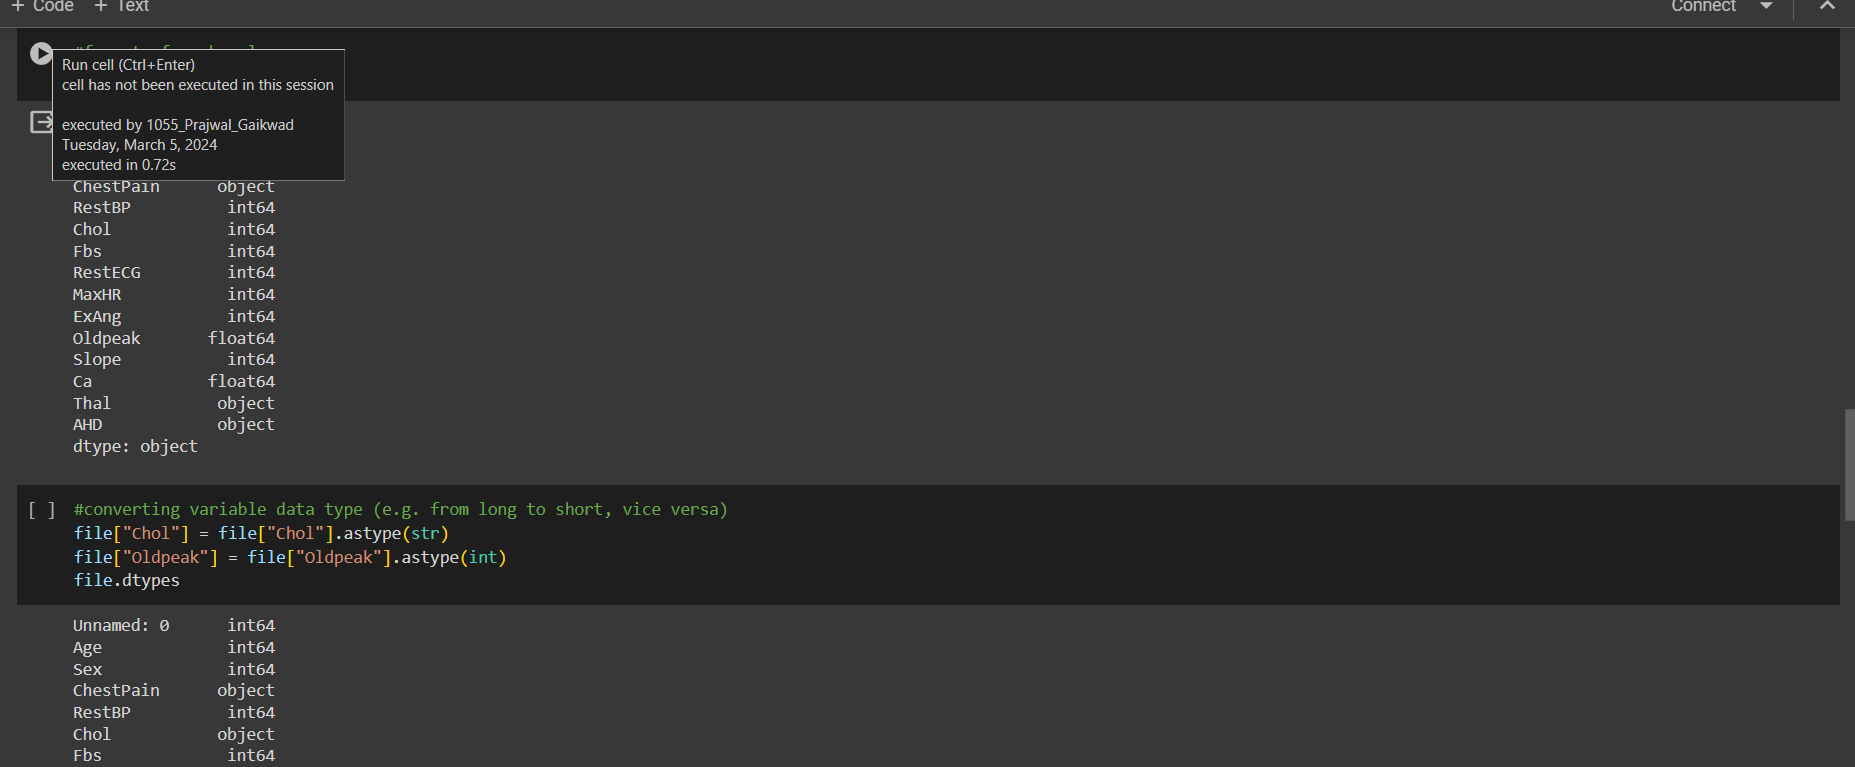 + Code + Text Connect
Run cell (Ctrl+Enter)
cell has not been executed in this session
executed by 1055_Prajwal_Gaikwad
Tuesday, March 5, 2024
executed in 0.72s
ChestPain object
RestBP int64
Chol int64
Fbs int64
RestECG int64
MaxHR int64
ExAng int64
Oldpeak float64
Slope int64
Ca float64
Thal object
AHD object
dtype: object
[ ] #converting variable data type (e.g. from long to short, vice versa)
file["Chol"] = file["Chol"].astype(str)
file["Oldpeak"] = file["Oldpeak"].astype(int)
file.dtypes
Unnamed: 0 int64
Age int64
Sex int64
ChestPain object
RestBP int64
Chol object
Fbs int64